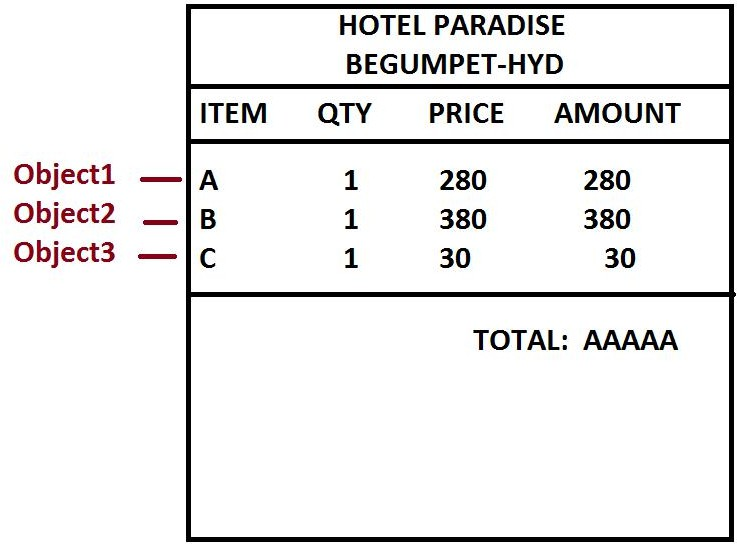 HOTEL PARADISE
BEGUMPET-HYD
ITEM QTY PRICE AMOUNT
Object1 A 1 280 280
Object2 B 1 380 380
Object3 C 1 30 30
TOTAL: AAAAA